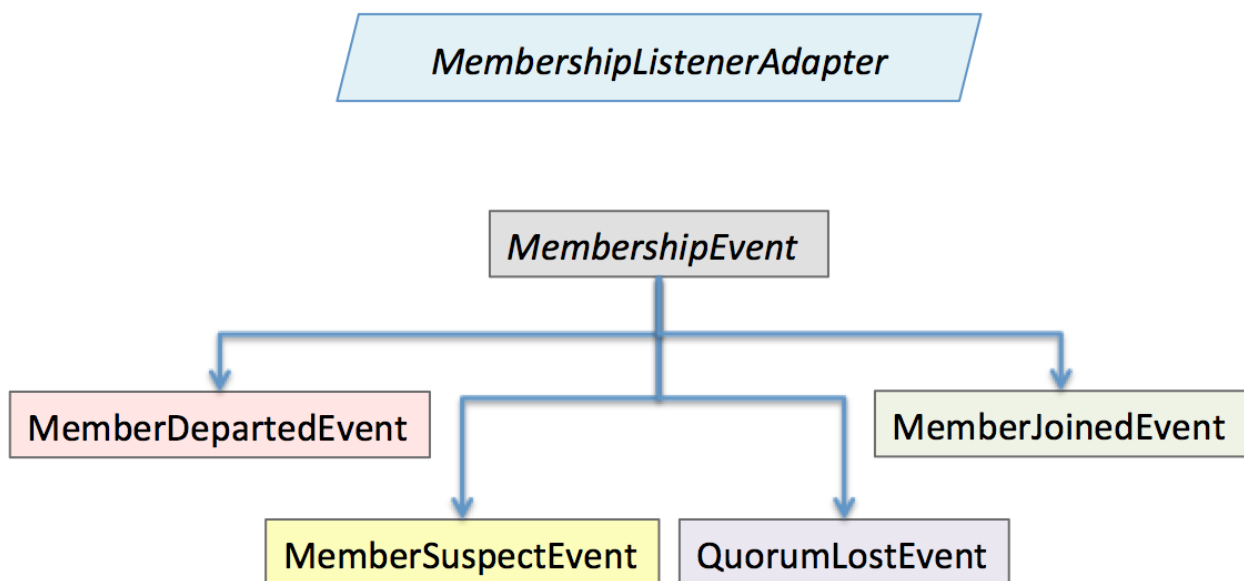 MembershipListenerAdapter
MembershipEvent
MemberDepartedEvent
MemberJoinedEvent
MemberSuspectEvent
QuorumLostEvent